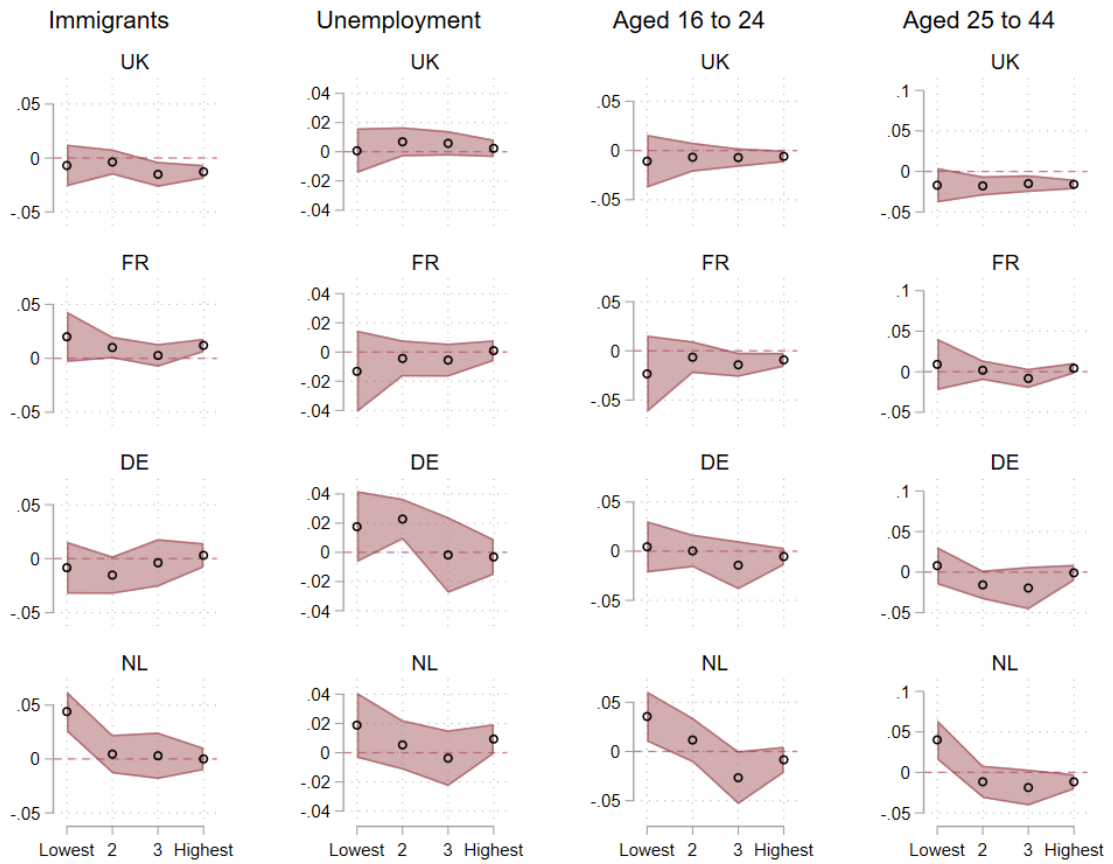 Immigrants Unemployment Aged 16 to 24 Aged 25 to 44
UK UK UK UK
.05 0 -.05
.04 .02 0 -.02 -.04
.05 0 -.05
.1 .05 0 -.05
FR FR FR FR
.05 0 -.05
.04 .02 0 -.02 -.04
.05 0 -.05
.1 .05 0 -.05
DE DE DE DE
.05 0 -.05
.04 .02 0 -.02 -.04
.05 0 -.05
.1 .05 0 -.05
NL NL NL NL
.05 0 -.05
.04 .02 0 -.02 -.04
.05 0 -.05
.1 .05 0 -.05
Lowest 2 3 Highest Lowest 2 3 Highest Lowest 2 3 Highest Lowest 2 3 Highest